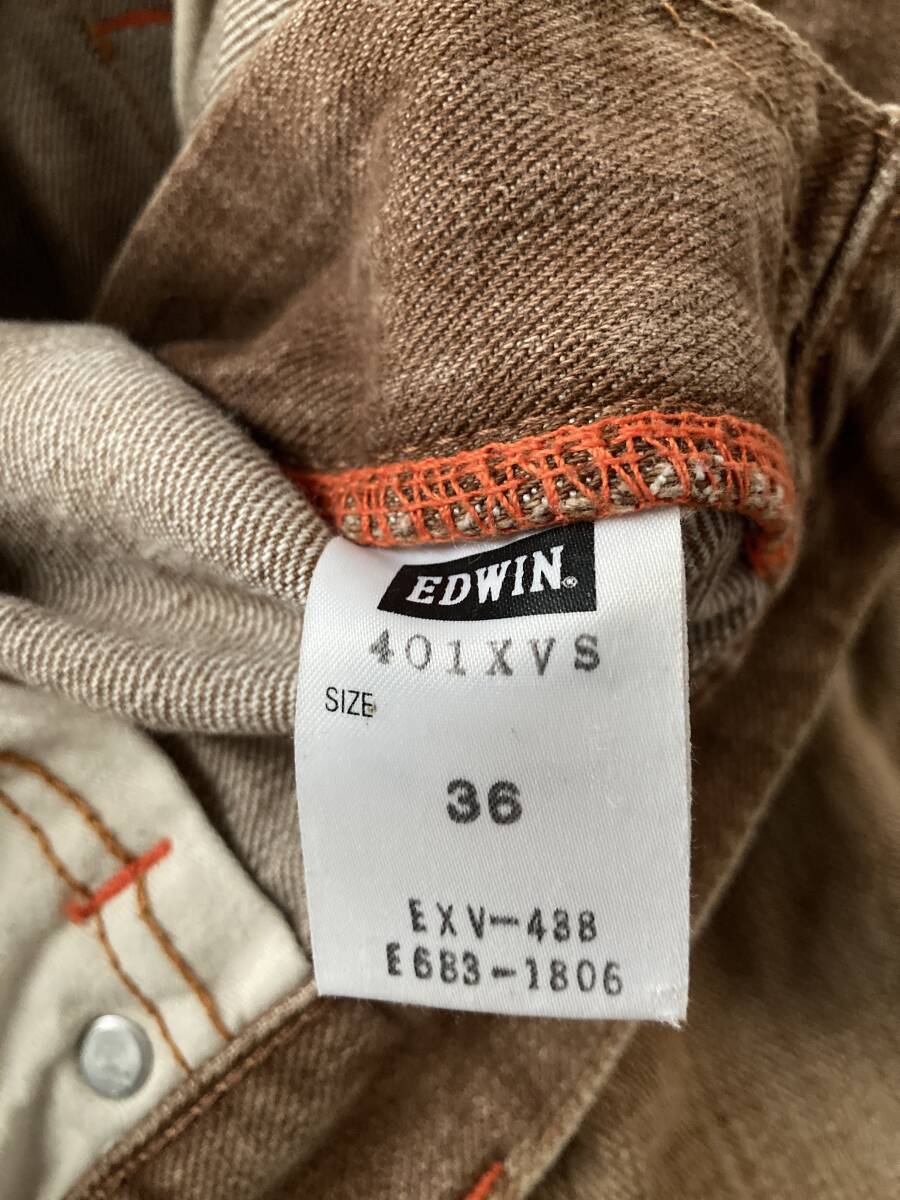 EDWIN®
401XVS
SIZE
36
EXV-488
E683-1806